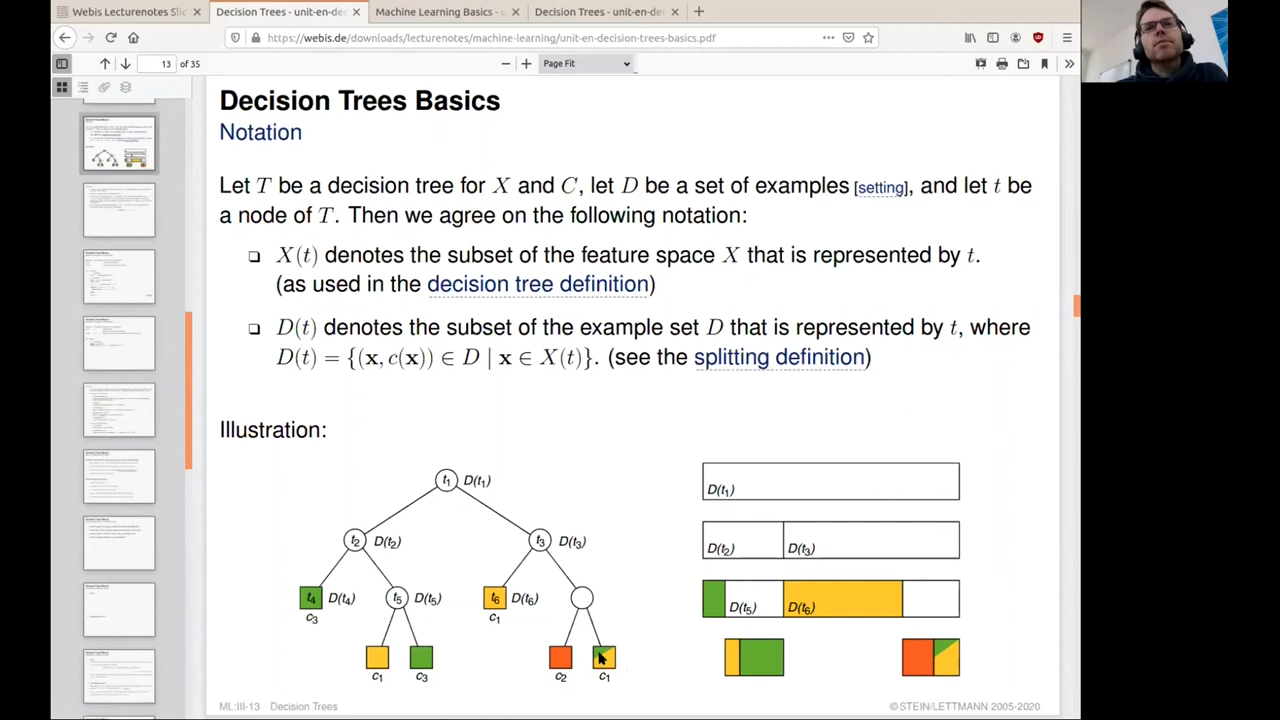 Webis Lecturenotes Slic
Decision Trees - unit-en-dec
Machine Learning Basics - u
Decision Trees - unit-en-dec
https://webis.de/downloads/lecturenotes/machine-learning/unit-en-decision-trees-basics.pdf
13 of 35
Page Fit
Decision Trees Basics
Notation
Let T be a decision tree for X and C, let D be a set of examples [setting], and let t be
a node of T. Then we agree on the following notation:
❑ X(t) denotes the subset of the feature space X that is represented by t.
(as used in the decision tree definition)
❑ D(t) denotes the subset of the example set D that is represented by t, where
D(t) = {(x, c(x)) ∈ D | x ∈ X(t)}. (see the splitting definition)
Illustration:
t1 D(t1)
D(t1)
t2 D(t2) t3 D(t3)
D(t2) D(t3)
t4 D(t4) t5 D(t5) t6 D(t6)
c3 c1
D(t5) D(t6)
c1 c3 c2 c1
ML:III-13 Decision Trees
©STEIN/LETTMANN 2005-2020